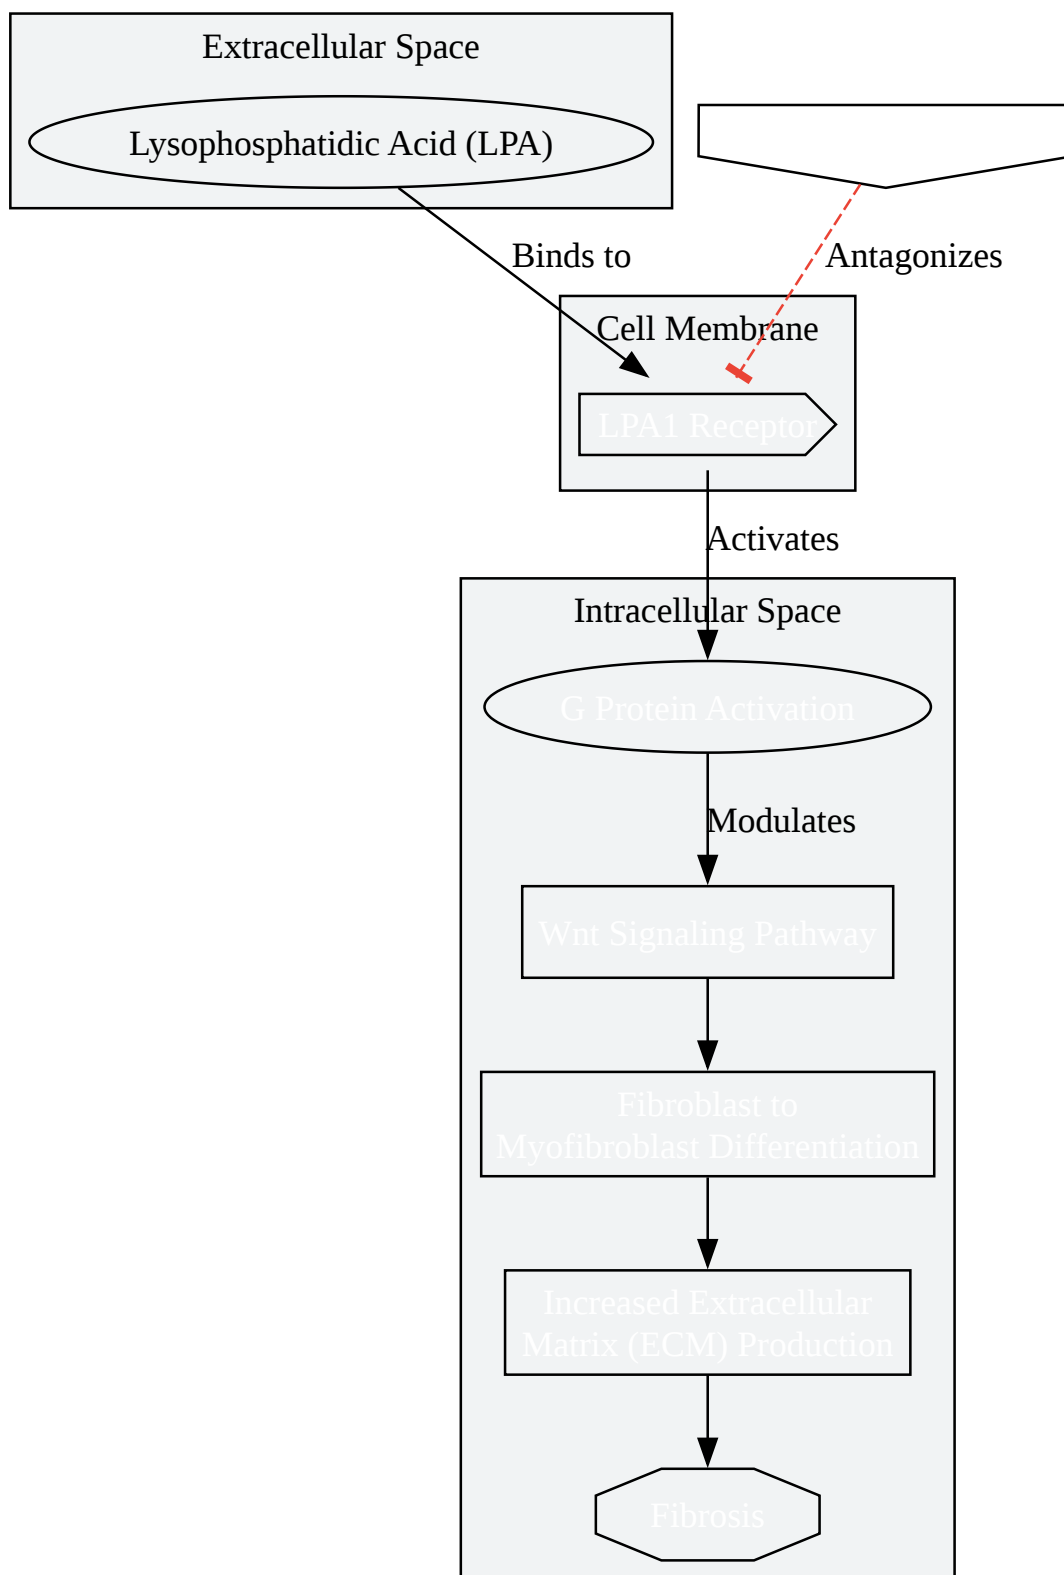 Extracellular Space
Lysophosphatidic Acid (LPA)
Binds to
Antagonizes
Cell Membrane
LPA1 Receptor
Activates
Intracellular Space
G Protein Activation
Modulates
Wnt Signaling Pathway
Fibroblast to
Myofibroblast Differentiation
Increased Extracellular
Matrix (ECM) Production
Fibrosis